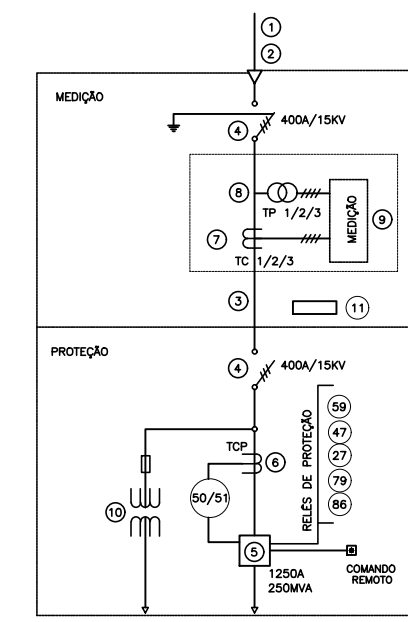 1
2
MEDIÇÃO
4
400A/15KV
8
TP 1/2/3
MEDIÇÃO
9
7
TC 1/2/3
3
11
PROTEÇÃO
4
400A/15KV
59
47
27
79
86
RELÉS DE PROTEÇÃO
TCP
6
50/51
10
5
1250A
250MVA
COMANDO
REMOTO